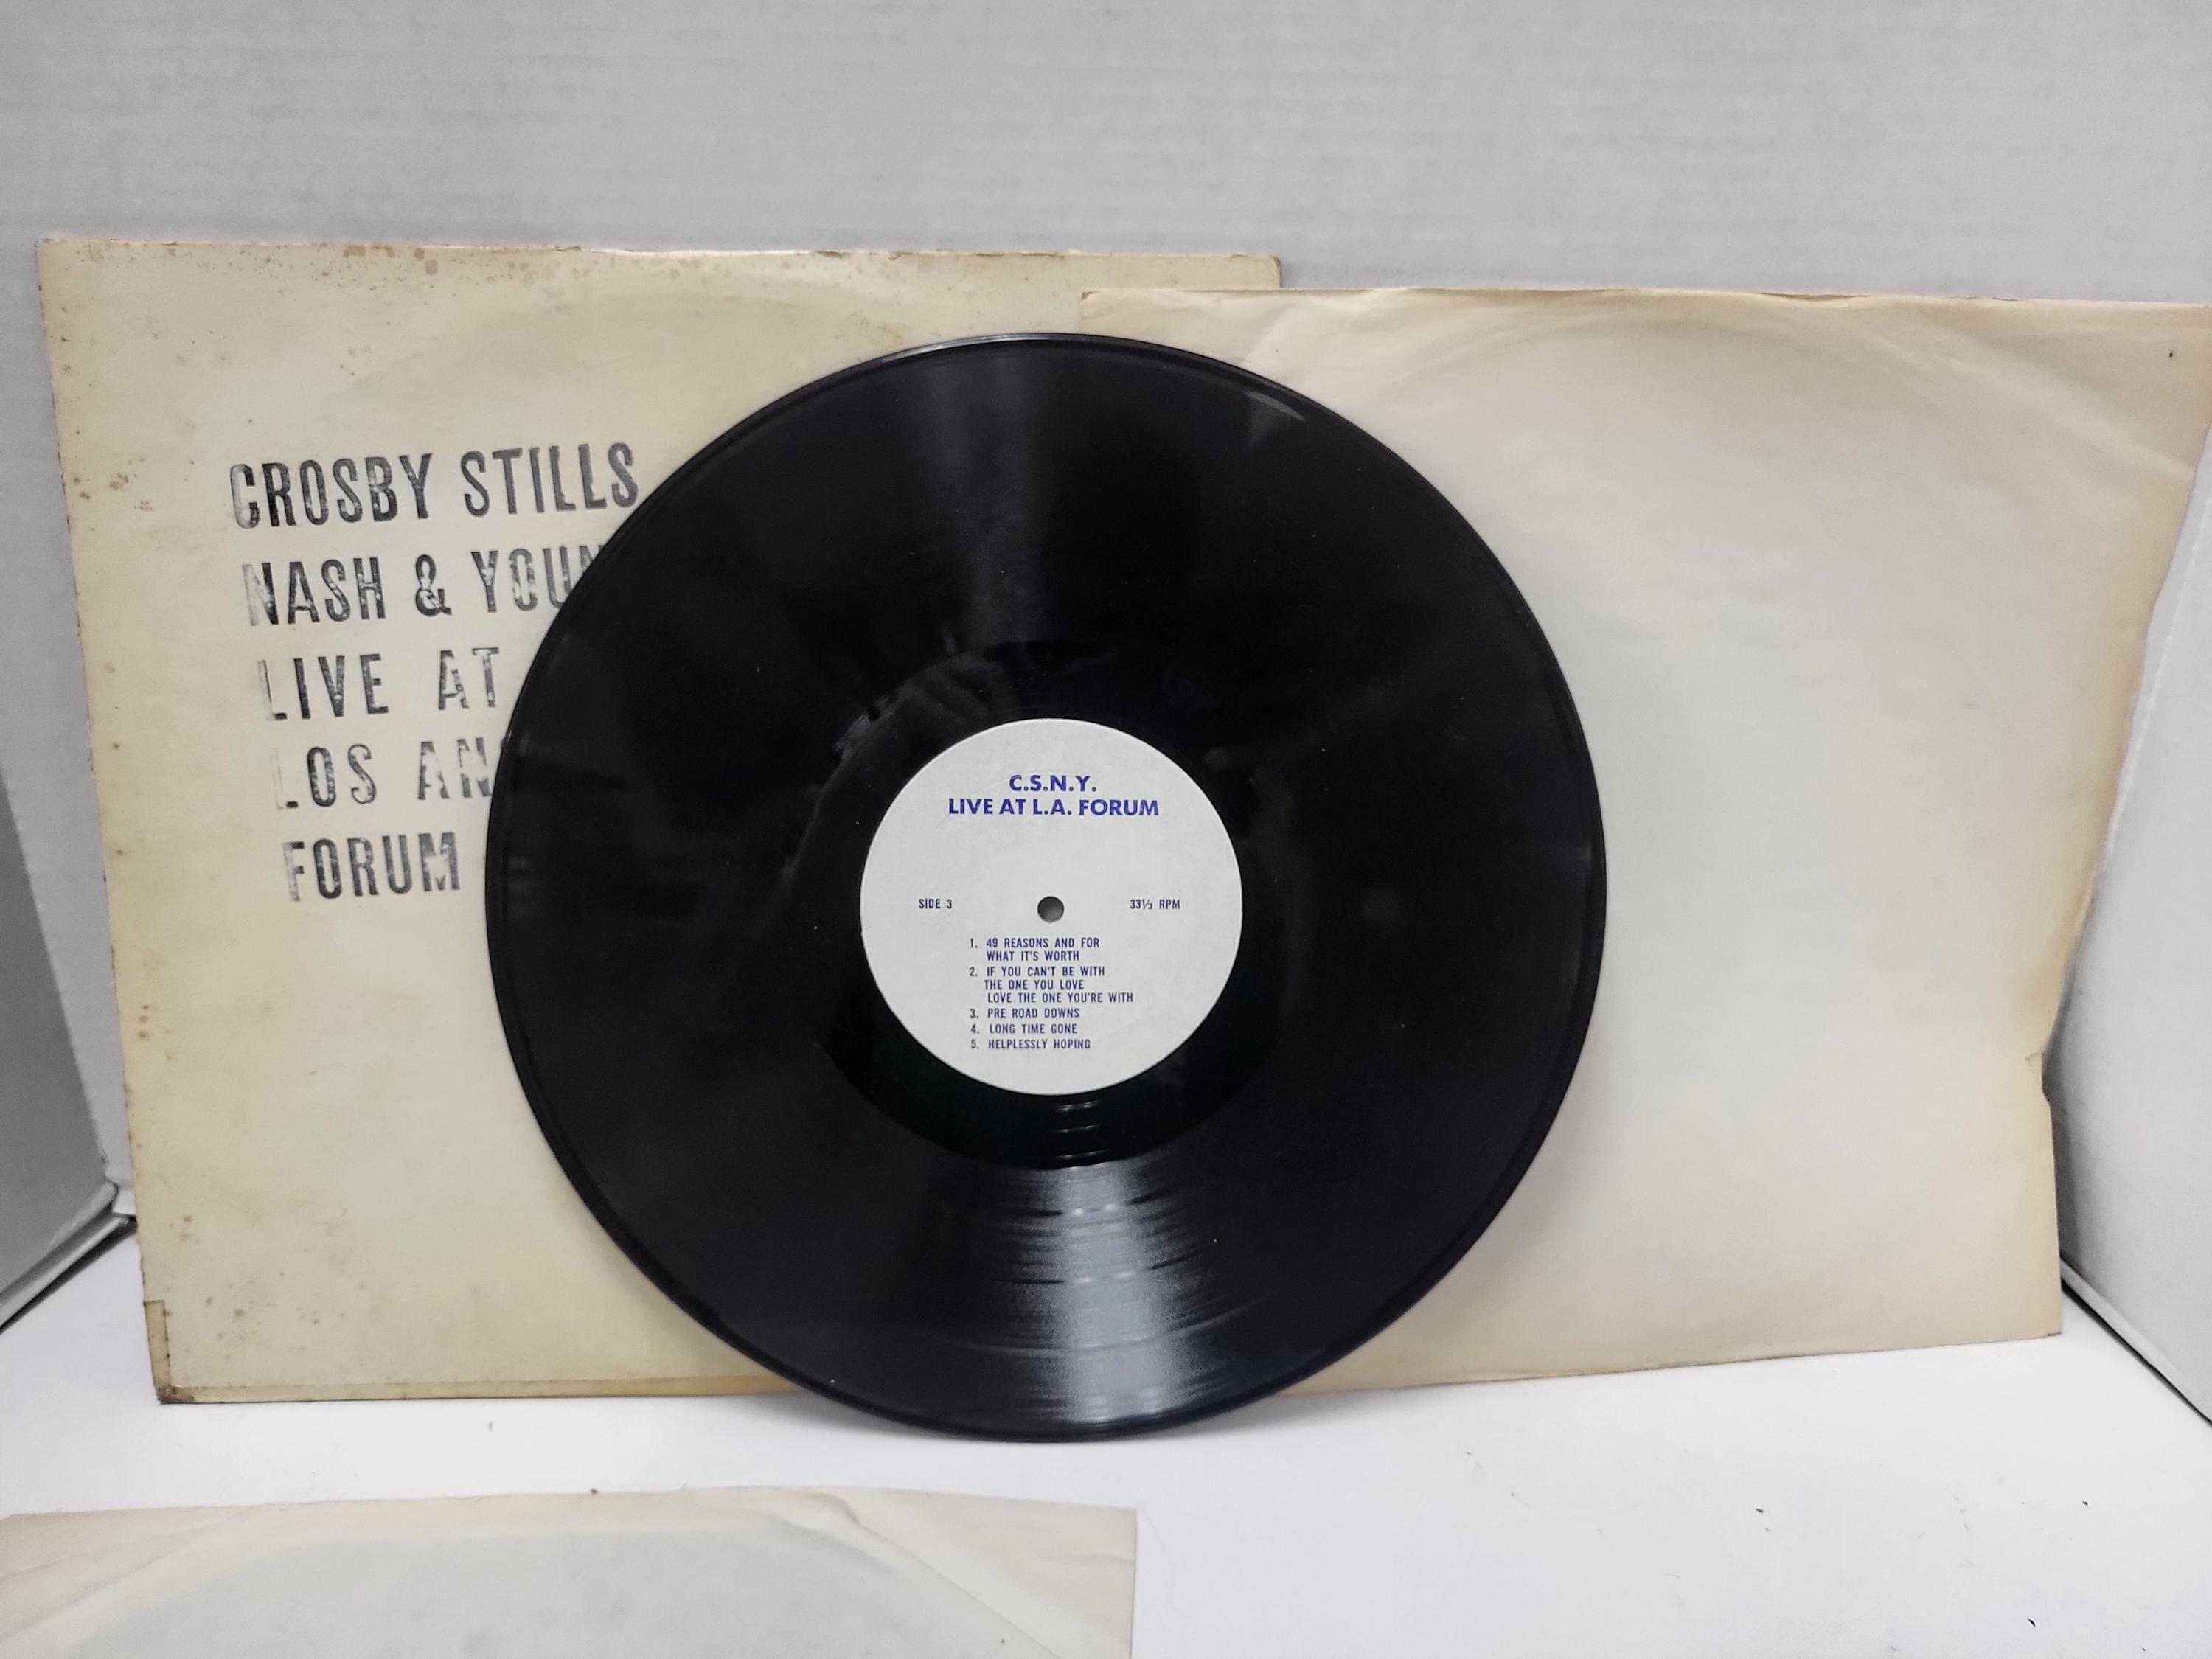 CROSBY STILLS
NASH & YOUN
LIVE AT
LOS AN
FORUM
C.S.N.Y.
LIVE AT L.A. FORUM
SIDE 3
33⅓ RPM
1. 49 REASONS AND FOR
WHAT IT'S WORTH
2. IF YOU CAN'T BE WITH
THE ONE YOU LOVE
LOVE THE ONE YOU'RE WITH
3. PRE ROAD DOWNS
4. LONG TIME GONE
5. HELPLESSLY HOPING